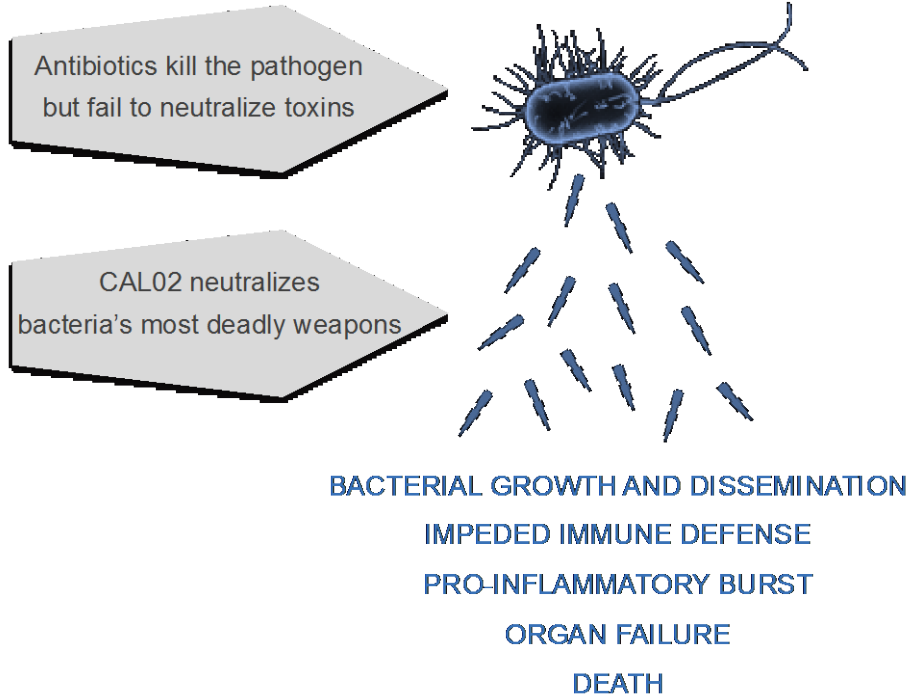 Antibiotics kill the pathogen
but fail to neutralize toxins
CAL02 neutralizes
bacteria's most deadly weapons
BACTERIAL GROWTH AND DISSEMINATION
IMPEDED IMMUNE DEFENSE
PRO-INFLAMMATORY BURST
ORGAN FAILURE
DEATH